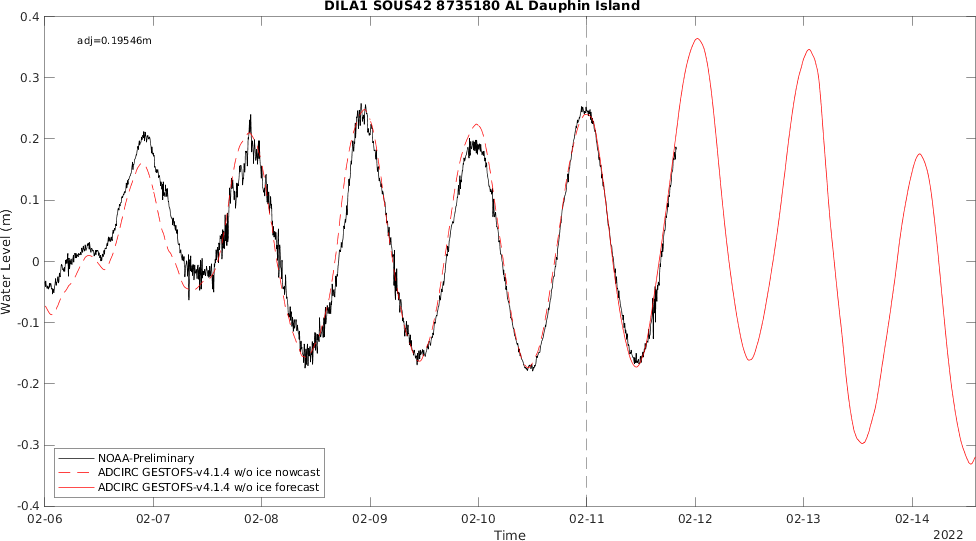 DILA1 SOUS42 8735180 AL Dauphin Island
adj=0.19546m
0.4
0.3
0.2
0.1
0
-0.1
-0.2
-0.3
-0.4
Water Level (m)
NOAA-Preliminary
ADCIRC GESTOFS-v4.1.4 w/o ice nowcast
ADCIRC GESTOFS-v4.1.4 w/o ice forecast
02-06 02-07 02-08 02-09 02-10 02-11 02-12 02-13 02-14
Time
2022